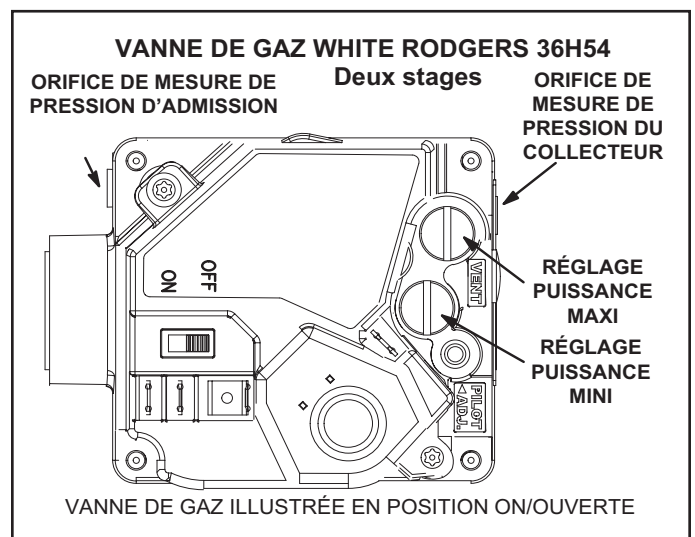 VANNE DE GAZ WHITE RODGERS 36H54
Deux stages
ORIFICE DE MESURE DE
PRESSION D’ADMISSION
ORIFICE DE
MESURE DE
PRESSION DU
COLLECTEUR
ON
OFF
VENT
RÉGLAGE
PUISSANCE
MAXI
RÉGLAGE
PUISSANCE
MINI
PILOT
ADJ.
VANNE DE GAZ ILLUSTRÉE EN POSITION ON/OUVERTE